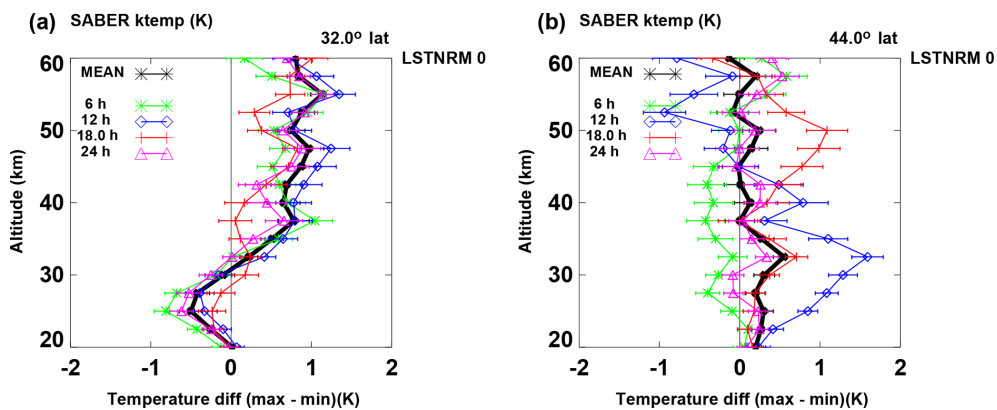 (a)
SABER ktemp (K)
32.0º lat
LSTNRM 0
MEAN
6 h
12 h
18.0 h
24 h
60
50
40
30
20
Altitude (km)
-2
-1
0
1
2
Temperature diff (max - min)(K)
(b)
SABER ktemp (K)
44.0º lat
LSTNRM 0
MEAN
6 h
12 h
18.0 h
24 h
60
50
40
30
20
Altitude (km)
-2
-1
0
1
2
Temperature diff (max - min)(K)